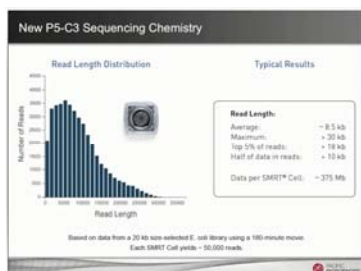 New P5-C3 Sequencing Chemistry
Read Length Distribution
Typical Results
Number of Reads
Read Length
Read Length:
Average: ~ 8.5 kb
Maximum: > 30 kb
Top 5% of reads: > 18 kb
Half of data in reads: > 10 kb
Data per SMRT® Cell: ~ 375 Mb
Based on data from a 20 kb size-selected E. coli library using a 180-minute movie.
Each SMRT Cell yields ~ 50,000 reads.
PACIFIC